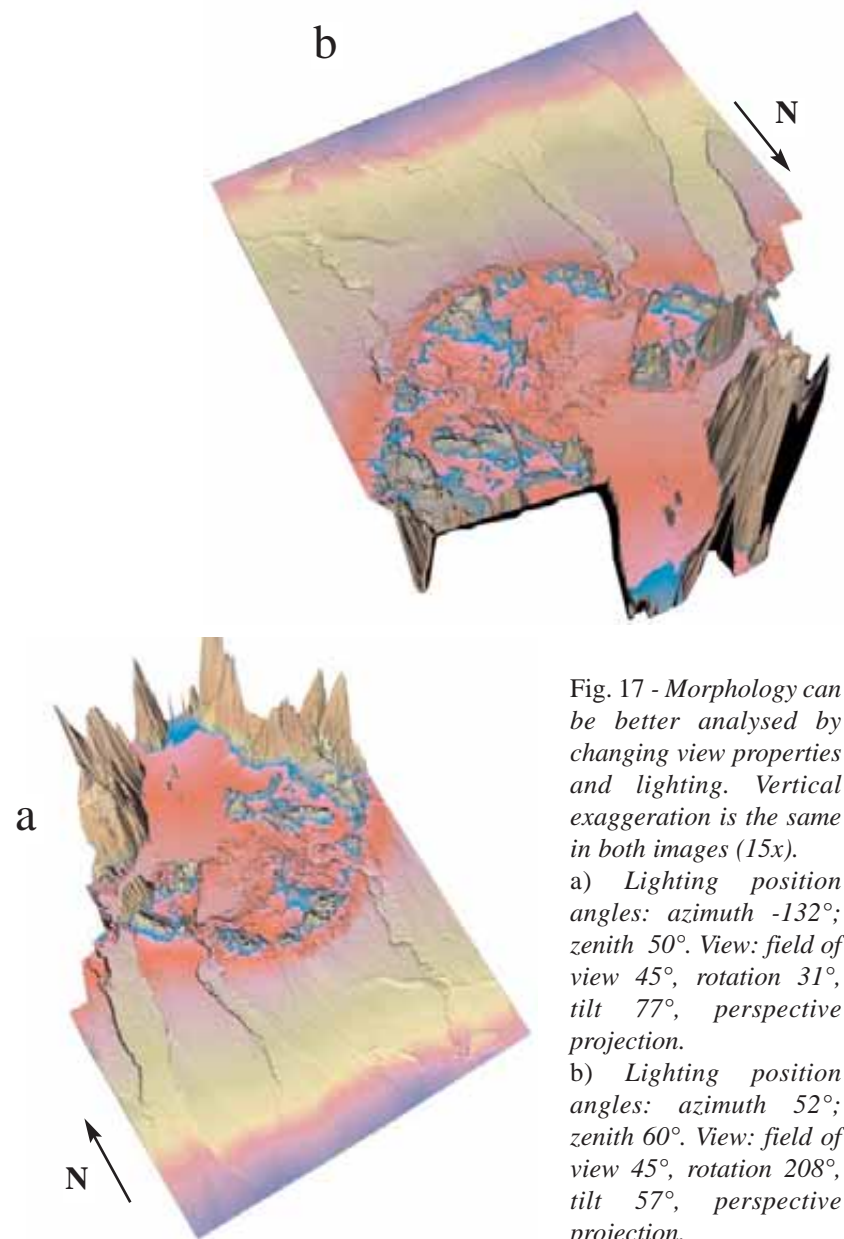 b
N
a
N
Fig. 17 - Morphology can
be better analysed by
changing view properties
and lighting. Vertical
exaggeration is the same
in both images (15x).
a) Lighting position
angles: azimuth -132°;
zenith 50°. View: field of
view 45°, rotation 31°,
tilt 77°, perspective
projection.
b) Lighting position
angles: azimuth 52°;
zenith 60°. View: field of
view 45°, rotation 208°,
tilt 57°, perspective
projection.